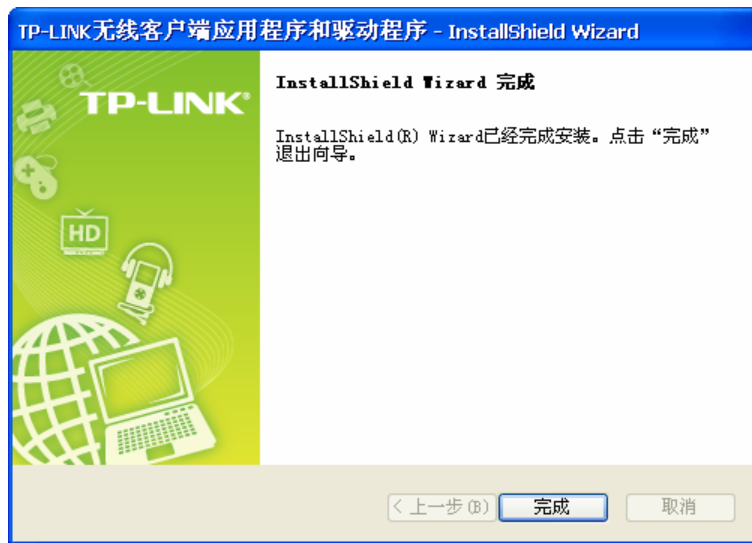 TP-LINK无线客户端应用程序和驱动程序 - InstallShield Wizard
TP-LINK®
HD
InstallShield Wizard 完成
InstallShield(R) Wizard已经完成安装。点击“完成”
退出向导。
< 上一步(B)
完成
取消